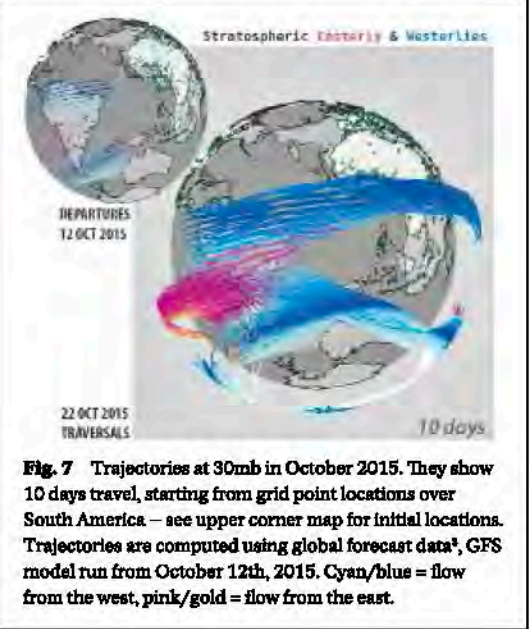 Stratospheric Easterly & Westerlies
DEPARTURES
12 OCT 2015
22 OCT 2015
TRAVERSALS
10 days
Fig. 7 Trajectories at 30mb in October 2015. They show
10 days travel, starting from grid point locations over
South America – see upper corner map for initial locations.
Trajectories are computed using global forecast data², GFS
model run from October 12th, 2015. Cyan/blue = flow
from the west, pink/gold = flow from the east.